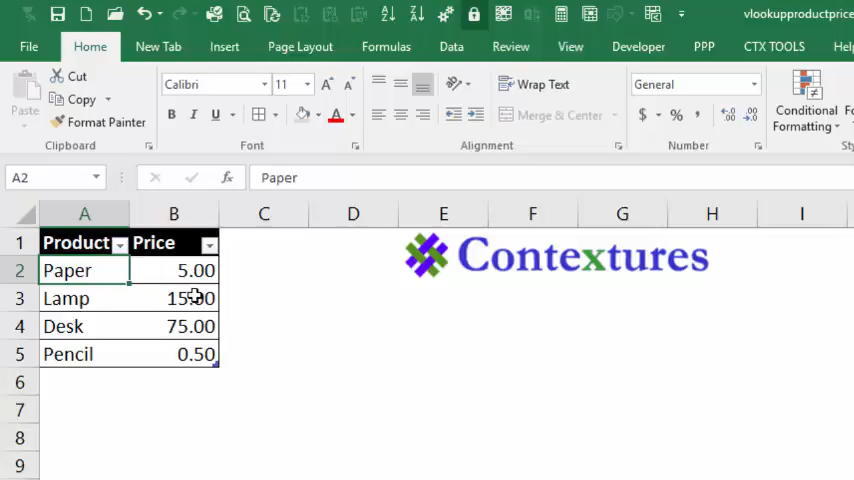 vlookupproductprice
File Home New Tab Insert Page Layout Formulas Data Review View Developer PPP CTX TOOLS Help
Cut
Copy
Format Painter
Paste
Calibri 11
B I U
Wrap Text
Merge & Center
General
$ % ,
Conditional
Formatting
Clipboard Font Alignment Number
A2 fx Paper
A B C D E F G H I
1 Product Price
2 Paper 5.00
3 Lamp
4 Desk 75.00
5 Pencil 0.50
6
7
8
9
Contextures